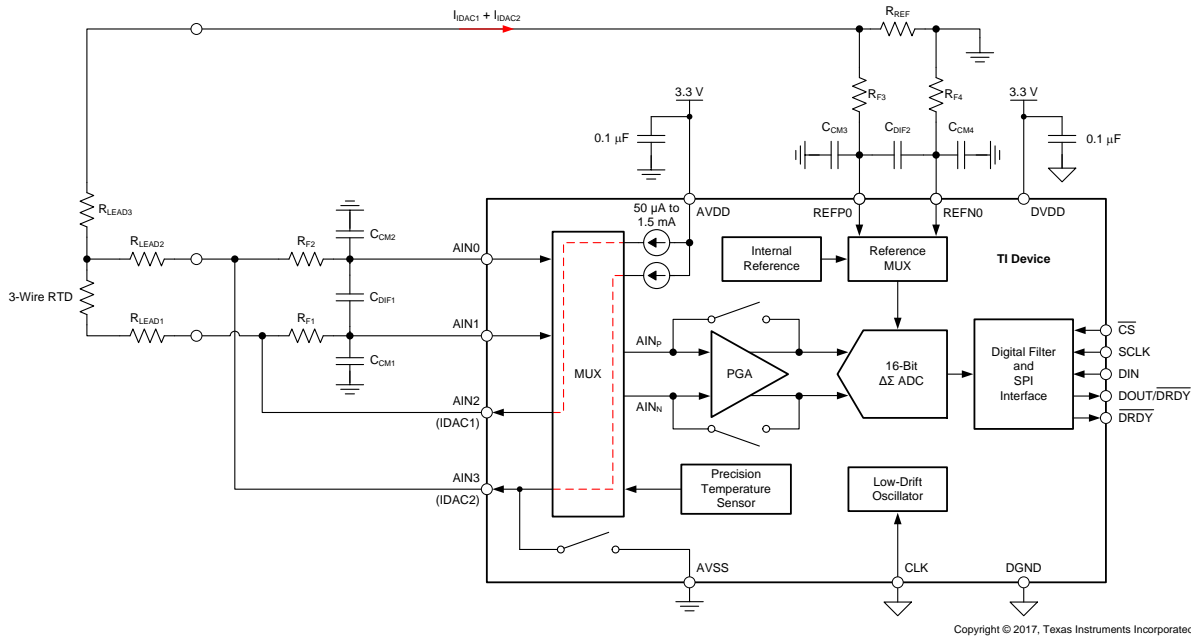 IIDAC1 + IIDAC2
RREF
3.3 V
RF3
RF4
3.3 V
0.1 µF
CCM3
CDIF2
CCM4
0.1 µF
RLEAD3
50 µA to
1.5 mA
AVDD
REFP0
REFN0
DVDD
RLEAD2
RF2
CCM2
AIN0
Internal
Reference
Reference
MUX
TI Device
3-Wire RTD
CDIF1
RLEAD1
RF1
AIN1
CCM1
MUX
AINP
AINN
PGA
16-Bit
ΔΣ ADC
Digital Filter
and
SPI
Interface
CS
SCLK
DIN
DOUT/DRDY
DRDY
AIN2
(IDAC1)
AIN3
(IDAC2)
Precision
Temperature
Sensor
Low-Drift
Oscillator
AVSS
CLK
DGND
Copyright © 2017, Texas Instruments Incorporated